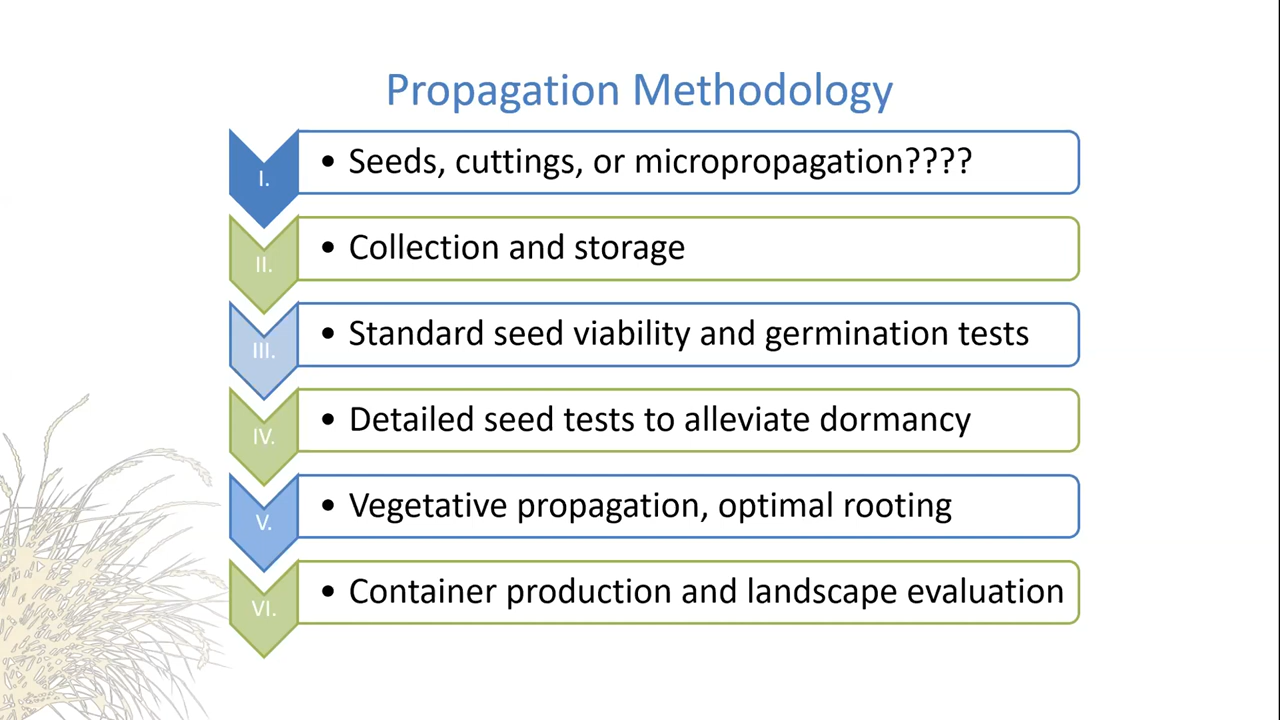 Propagation Methodology
I.
• Seeds, cuttings, or micropropagation????
II.
• Collection and storage
III.
• Standard seed viability and germination tests
IV.
• Detailed seed tests to alleviate dormancy
V.
• Vegetative propagation, optimal rooting
VI.
• Container production and landscape evaluation